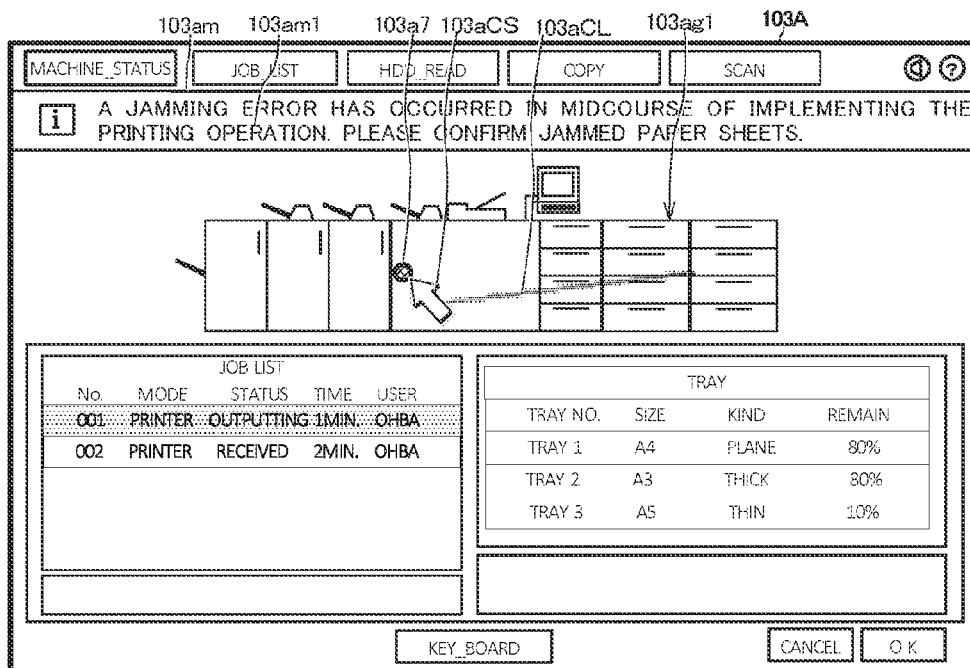 103am 103am1 103a7 103aCS 103aCL 103ag1 103A
MACHINE_STATUS JOB_LIST HDD_READ COPY SCAN ?
i A JAMMING ERROR HAS OCCURRED IN MIDCOURSE OF IMPLEMENTING THE
PRINTING OPERATION. PLEASE CONFIRM JAMMED PAPER SHEETS.
JOB LIST
No. MODE STATUS TIME USER
001 PRINTER OUTPUTTING 1MIN. OHBA
002 PRINTER RECEIVED 2MIN. OHBA
TRAY
TRAY NO. SIZE KIND REMAIN
TRAY 1 A4 PLANE 80%
TRAY 2 A3 THICK 80%
TRAY 3 A5 THIN 10%
KEY_BOARD CANCEL O K